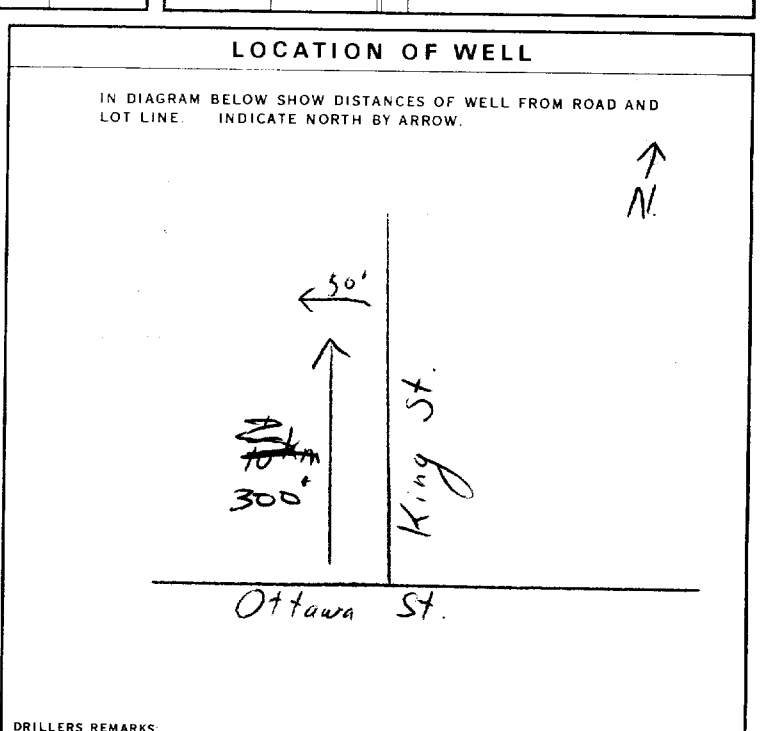 LOCATION OF WELL
IN DIAGRAM BELOW SHOW DISTANCES OF WELL FROM ROAD AND
LOT LINE. INDICATE NORTH BY ARROW.
N.
50'
King St.
km
300'
Ottawa St.
DRILLERS REMARKS: